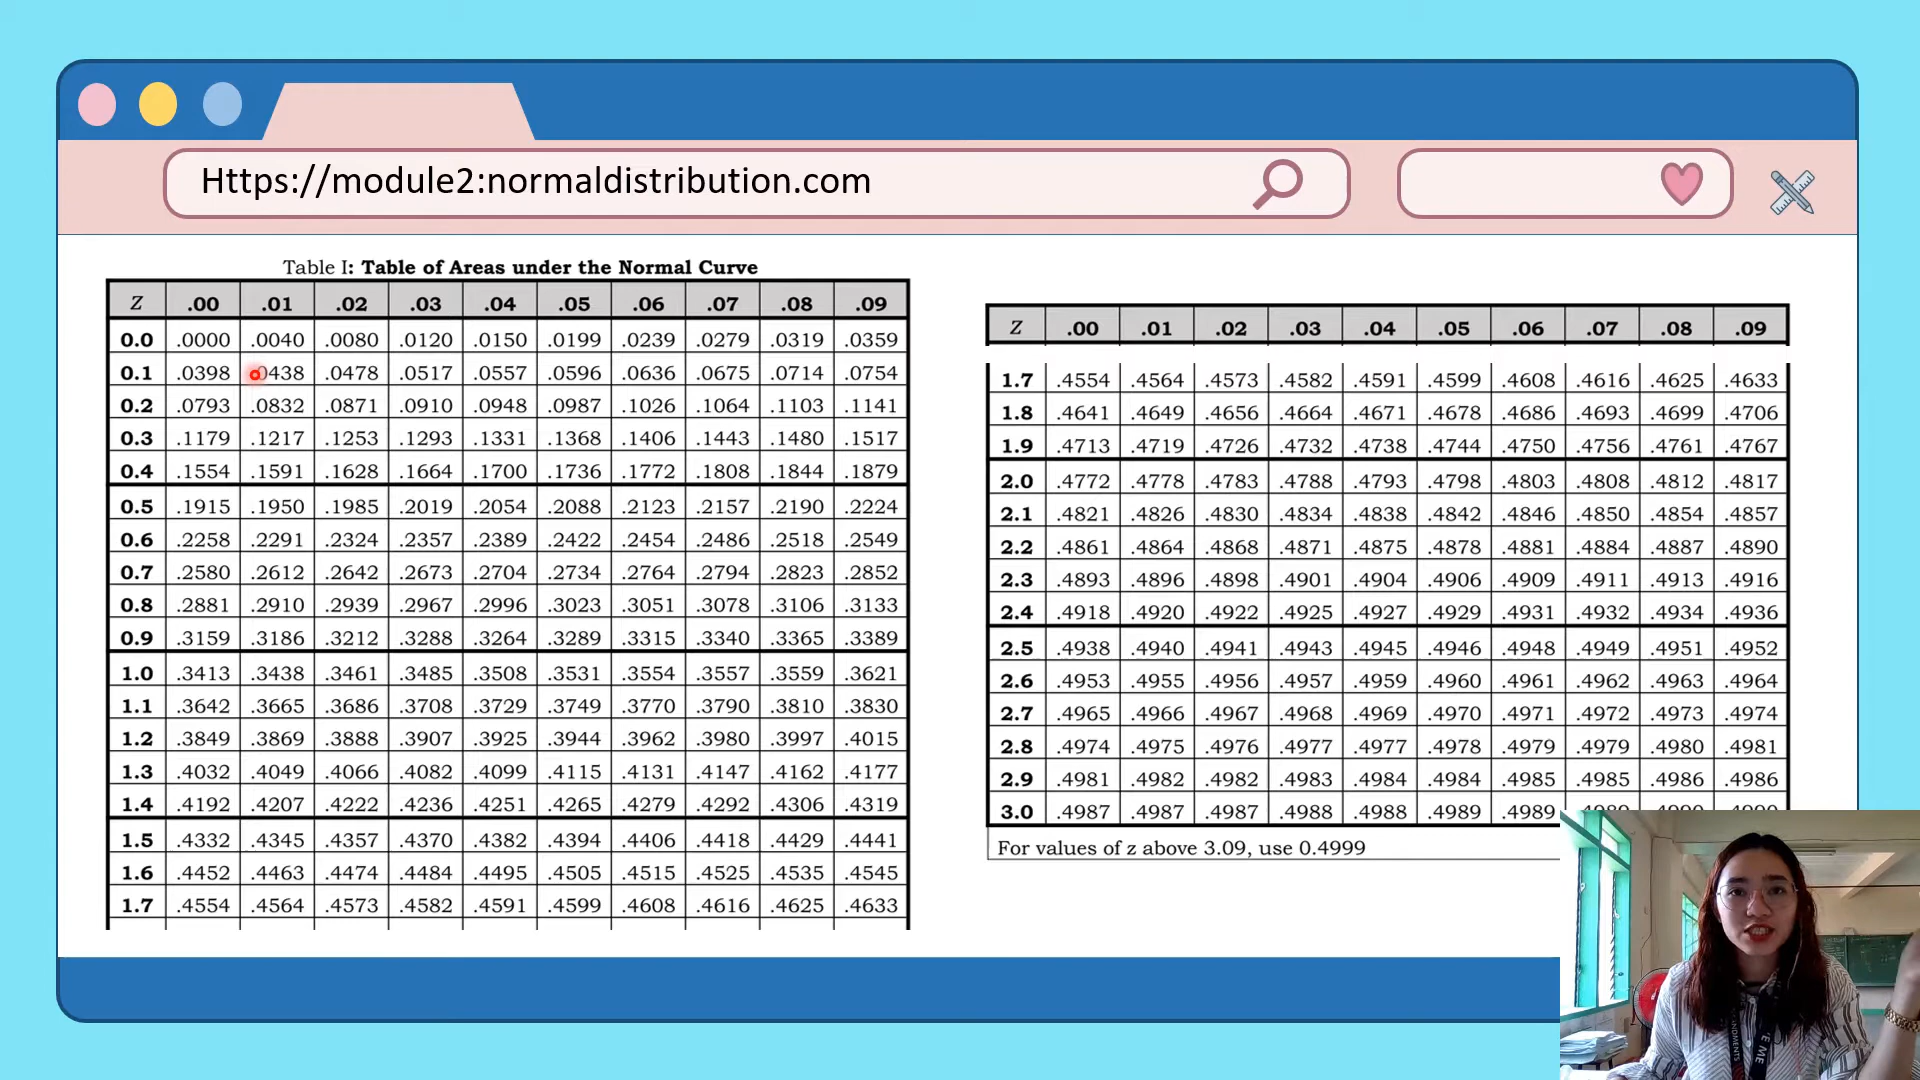 Https://module2:normaldistribution.com
Table I: Table of Areas under the Normal Curve
Z .00 .01 .02 .03 .04 .05 .06 .07 .08 .09
0.0 .0000 .0040 .0080 .0120 .0150 .0199 .0239 .0279 .0319 .0359
0.1 .0398 .0438 .0478 .0517 .0557 .0596 .0636 .0675 .0714 .0754
0.2 .0793 .0832 .0871 .0910 .0948 .0987 .1026 .1064 .1103 .1141
0.3 .1179 .1217 .1253 .1293 .1331 .1368 .1406 .1443 .1480 .1517
0.4 .1554 .1591 .1628 .1664 .1700 .1736 .1772 .1808 .1844 .1879
0.5 .1915 .1950 .1985 .2019 .2054 .2088 .2123 .2157 .2190 .2224
0.6 .2258 .2291 .2324 .2357 .2389 .2422 .2454 .2486 .2518 .2549
0.7 .2580 .2612 .2642 .2673 .2704 .2734 .2764 .2794 .2823 .2852
0.8 .2881 .2910 .2939 .2967 .2996 .3023 .3051 .3078 .3106 .3133
0.9 .3159 .3186 .3212 .3288 .3264 .3289 .3315 .3340 .3365 .3389
1.0 .3413 .3438 .3461 .3485 .3508 .3531 .3554 .3557 .3559 .3621
1.1 .3642 .3665 .3686 .3708 .3729 .3749 .3770 .3790 .3810 .3830
1.2 .3849 .3869 .3888 .3907 .3925 .3944 .3962 .3980 .3997 .4015
1.3 .4032 .4049 .4066 .4082 .4099 .4115 .4131 .4147 .4162 .4177
1.4 .4192 .4207 .4222 .4236 .4251 .4265 .4279 .4292 .4306 .4319
1.5 .4332 .4345 .4357 .4370 .4382 .4394 .4406 .4418 .4429 .4441
1.6 .4452 .4463 .4474 .4484 .4495 .4505 .4515 .4525 .4535 .4545
1.7 .4554 .4564 .4573 .4582 .4591 .4599 .4608 .4616 .4625 .4633
Z .00 .01 .02 .03 .04 .05 .06 .07 .08 .09
1.7 .4554 .4564 .4573 .4582 .4591 .4599 .4608 .4616 .4625 .4633
1.8 .4641 .4649 .4656 .4664 .4671 .4678 .4686 .4693 .4699 .4706
1.9 .4713 .4719 .4726 .4732 .4738 .4744 .4750 .4756 .4761 .4767
2.0 .4772 .4778 .4783 .4788 .4793 .4798 .4803 .4808 .4812 .4817
2.1 .4821 .4826 .4830 .4834 .4838 .4842 .4846 .4850 .4854 .4857
2.2 .4861 .4864 .4868 .4871 .4875 .4878 .4881 .4884 .4887 .4890
2.3 .4893 .4896 .4898 .4901 .4904 .4906 .4909 .4911 .4913 .4916
2.4 .4918 .4920 .4922 .4925 .4927 .4929 .4931 .4932 .4934 .4936
2.5 .4938 .4940 .4941 .4943 .4945 .4946 .4948 .4949 .4951 .4952
2.6 .4953 .4955 .4956 .4957 .4959 .4960 .4961 .4962 .4963 .4964
2.7 .4965 .4966 .4967 .4968 .4969 .4970 .4971 .4972 .4973 .4974
2.8 .4974 .4975 .4976 .4977 .4977 .4978 .4979 .4979 .4980 .4981
2.9 .4981 .4982 .4982 .4983 .4984 .4984 .4985 .4985 .4986 .4986
3.0 .4987 .4987 .4987 .4988 .4988 .4989 .4989
For values of z above 3.09, use 0.4999